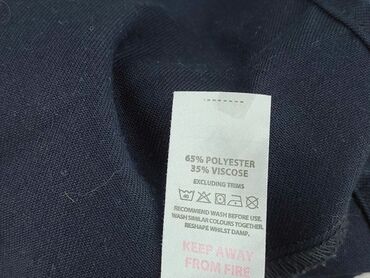 65% POLYESTER
35% VISCOSE
EXCLUDING TRIMS
RECOMMEND WASH BEFORE USE.
WASH SIMILAR COLOURS TOGETHER.
RESHAPE WHILST DAMP.
KEEP AWAY
FROM FIRE